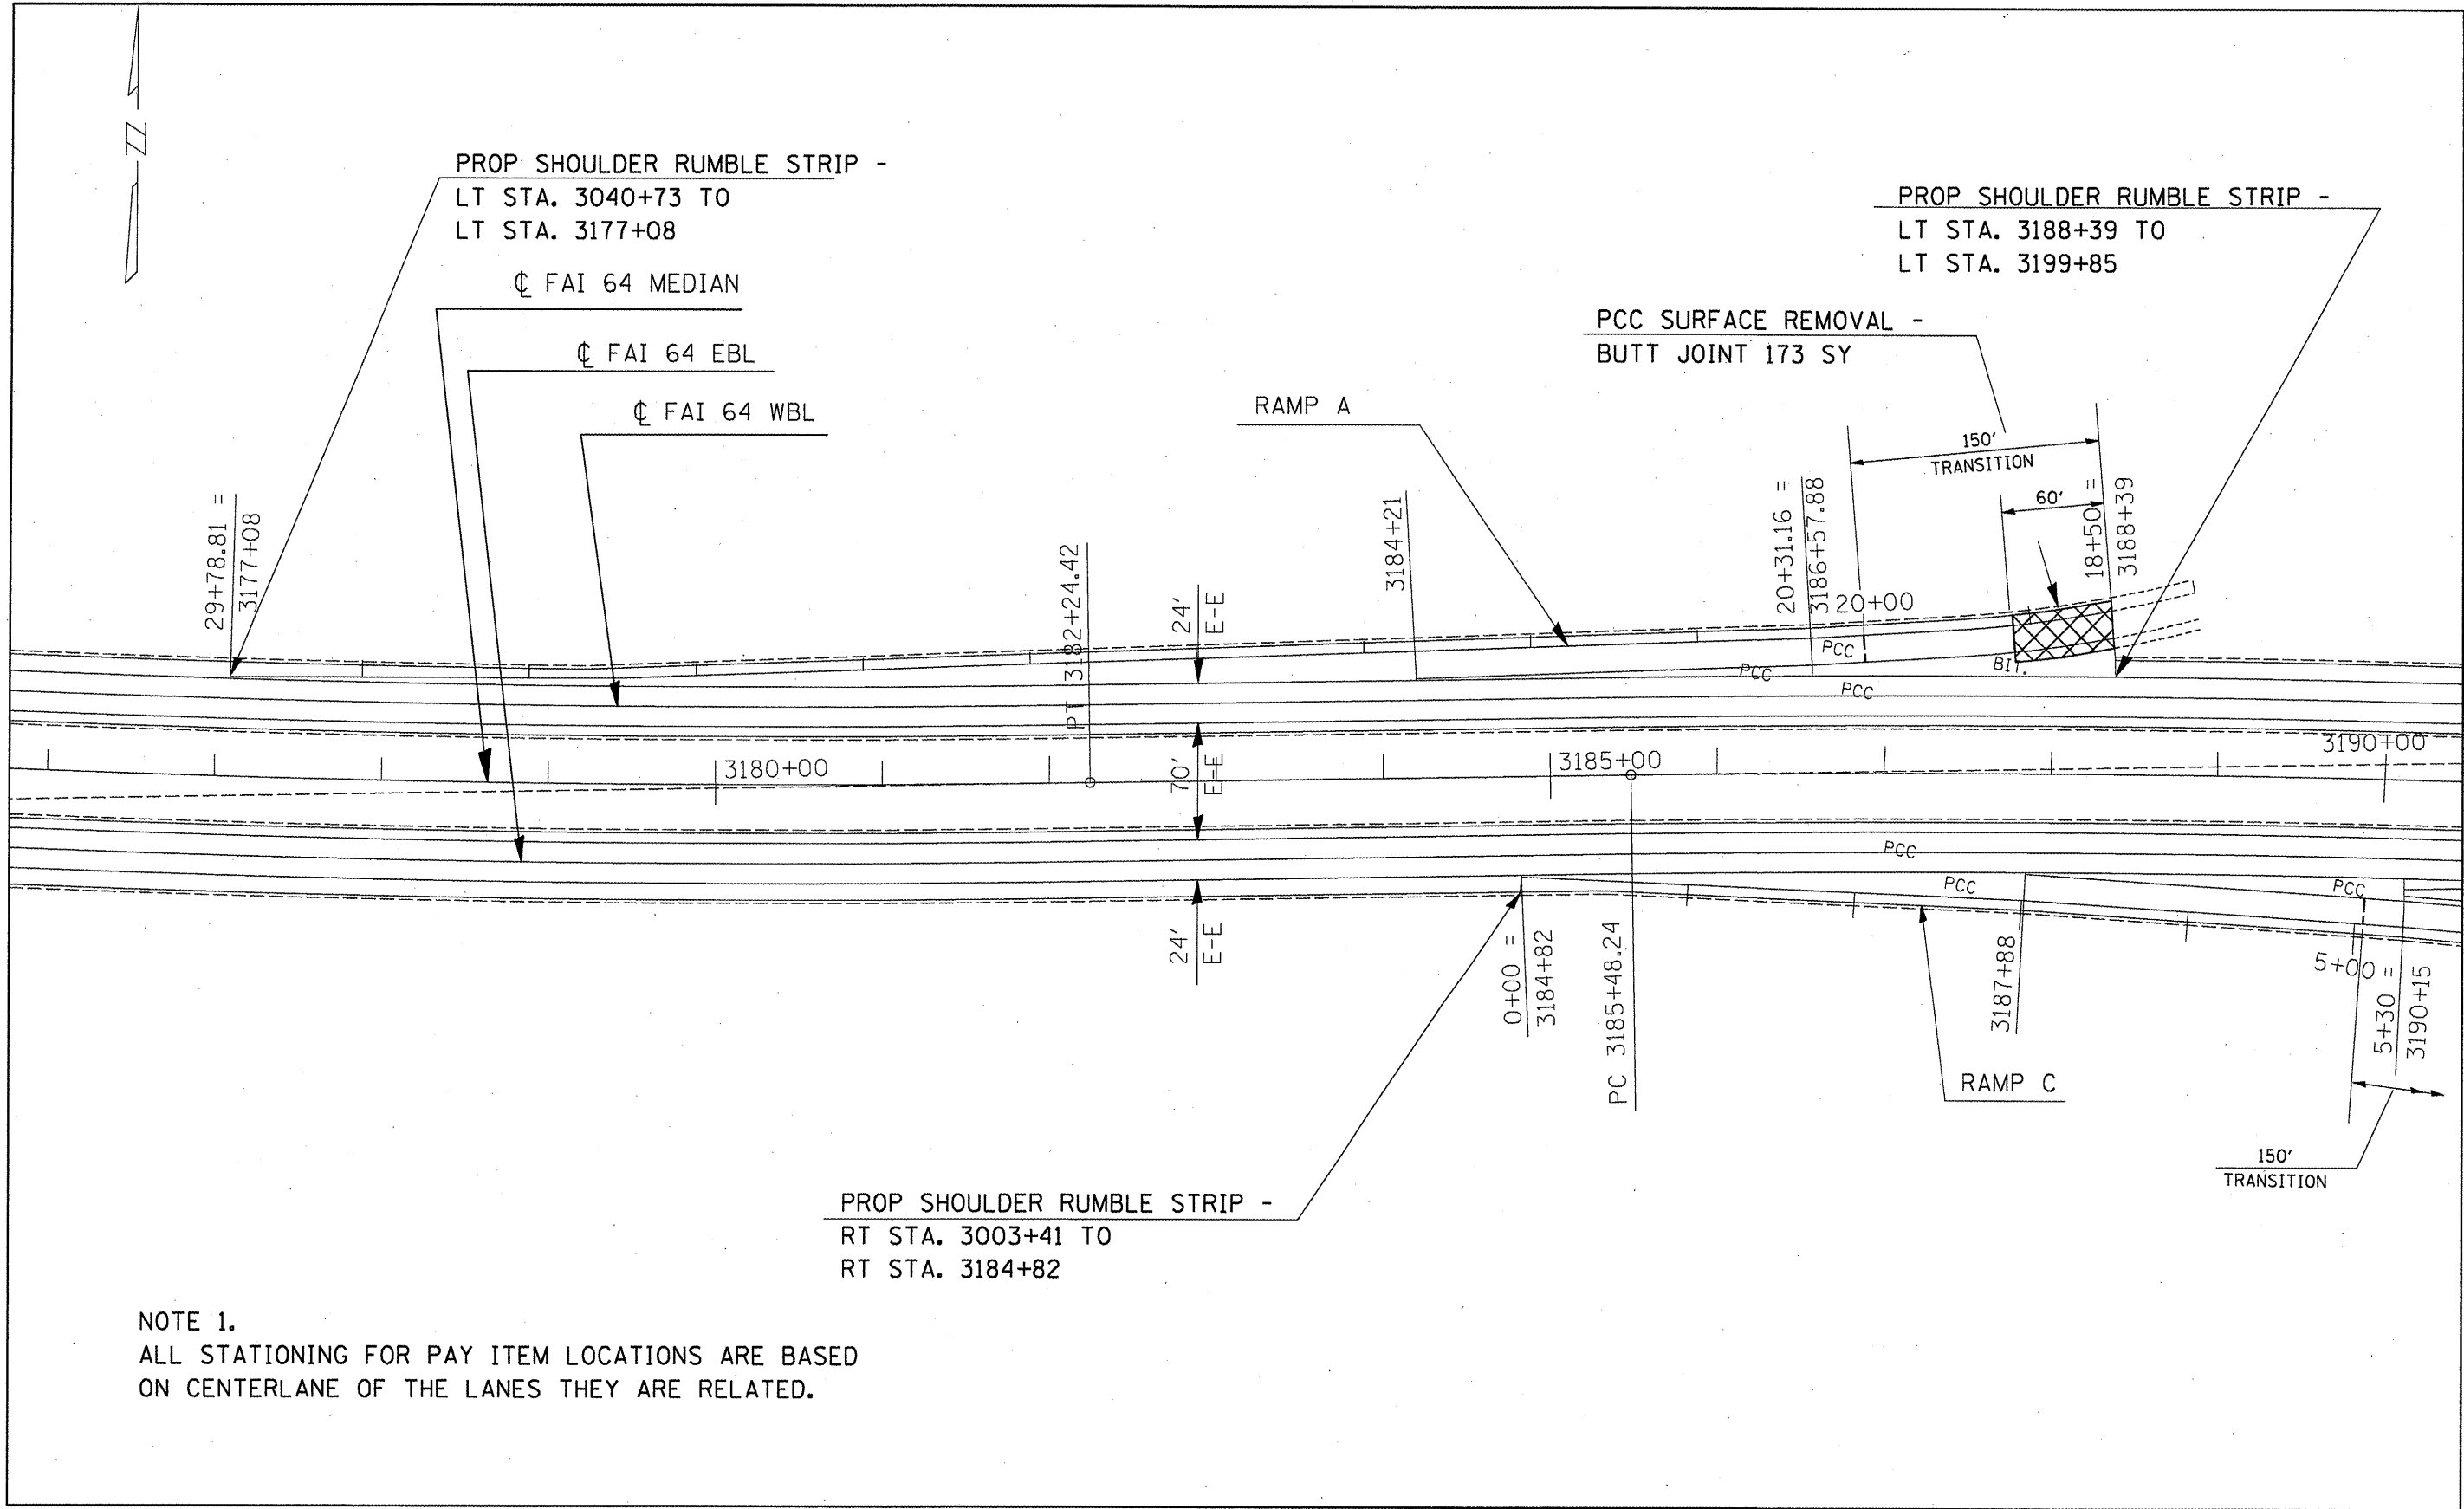 N
PROP SHOULDER RUMBLE STRIP -
LT STA. 3040+73 TO
LT STA. 3177+08
℄ FAI 64 MEDIAN
℄ FAI 64 EBL
℄ FAI 64 WBL
PROP SHOULDER RUMBLE STRIP -
LT STA. 3188+39 TO
LT STA. 3199+85
PCC SURFACE REMOVAL -
BUTT JOINT 173 SY
RAMP A
150'
TRANSITION
60'
29+78.81 =
3177+08
PT 3182+24.42
24'
E-E
3184+21
20+31.16 =
3186+57.88
20+00
18+50 =
3188+39
PCC
BIT.
PCC
PCC
3180+00
70'
E-E
3185+00
3190+00
PCC
PCC
PCC
24'
E-E
0+00 =
3184+82
PC 3185+48.24
3187+88
5+00
5+30 =
3190+15
RAMP C
150'
TRANSITION
PROP SHOULDER RUMBLE STRIP -
RT STA. 3003+41 TO
RT STA. 3184+82
NOTE 1.
ALL STATIONING FOR PAY ITEM LOCATIONS ARE BASED
ON CENTERLANE OF THE LANES THEY ARE RELATED.